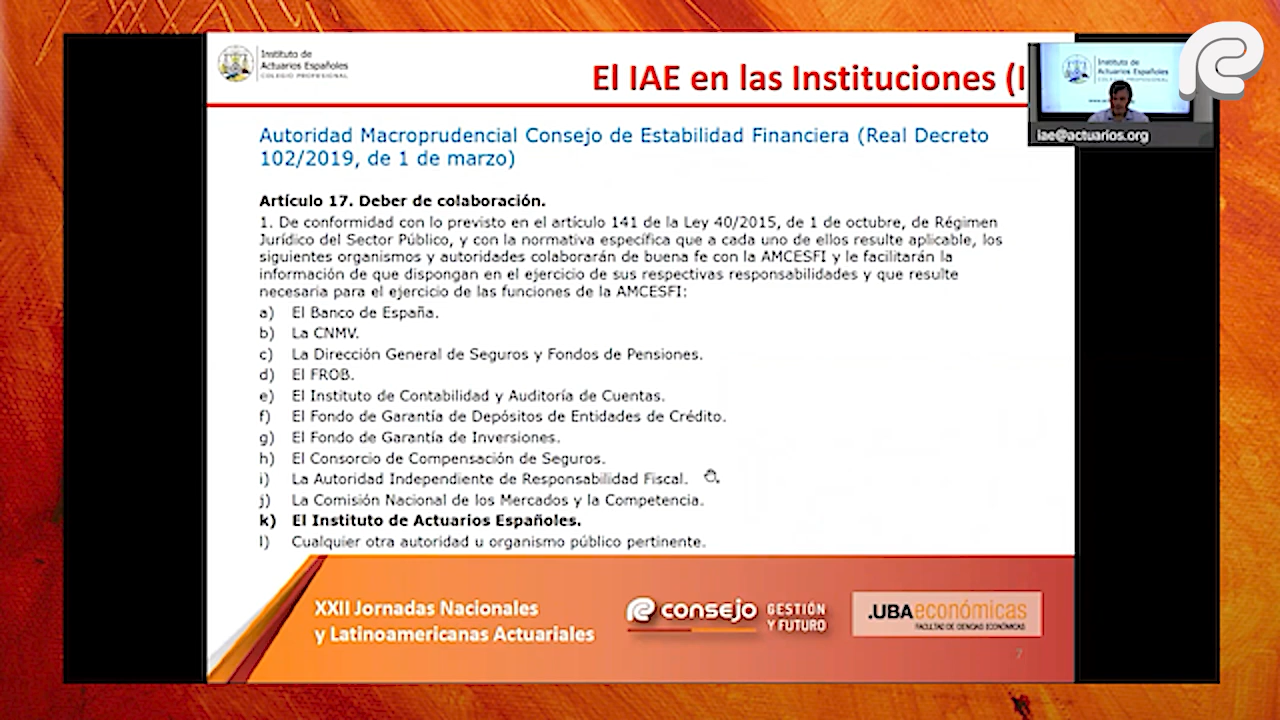 Instituto de
Actuarios Españoles
COLEGIO PROFESIONAL
El IAE en las Instituciones (I
Instituto de
Actuarios Españoles
COLEGIO PROFESIONAL
iae@actuarios.org
Autoridad Macroprudencial Consejo de Estabilidad Financiera (Real Decreto
102/2019, de 1 de marzo)
Artículo 17. Deber de colaboración.
1. De conformidad con lo previsto en el artículo 141 de la Ley 40/2015, de 1 de octubre, de Régimen
Jurídico del Sector Público, y con la normativa específica que a cada uno de ellos resulte aplicable, los
siguientes organismos y autoridades colaborarán de buena fe con la AMCESFI y le facilitarán la
información de que dispongan en el ejercicio de sus respectivas responsabilidades y que resulte
necesaria para el ejercicio de las funciones de la AMCESFI:
a) El Banco de España.
b) La CNMV.
c) La Dirección General de Seguros y Fondos de Pensiones.
d) El FROB.
e) El Instituto de Contabilidad y Auditoría de Cuentas.
f) El Fondo de Garantía de Depósitos de Entidades de Crédito.
g) El Fondo de Garantía de Inversiones.
h) El Consorcio de Compensación de Seguros.
i) La Autoridad Independiente de Responsabilidad Fiscal.
j) La Comisión Nacional de los Mercados y la Competencia.
k) El Instituto de Actuarios Españoles.
l) Cualquier otra autoridad u organismo público pertinente.
XXII Jornadas Nacionales
y Latinoamericanas Actuariales
consejo GESTIÓN
Y FUTURO
.UBAeconómicas
FACULTAD DE CIENCIAS ECONÓMICAS
7